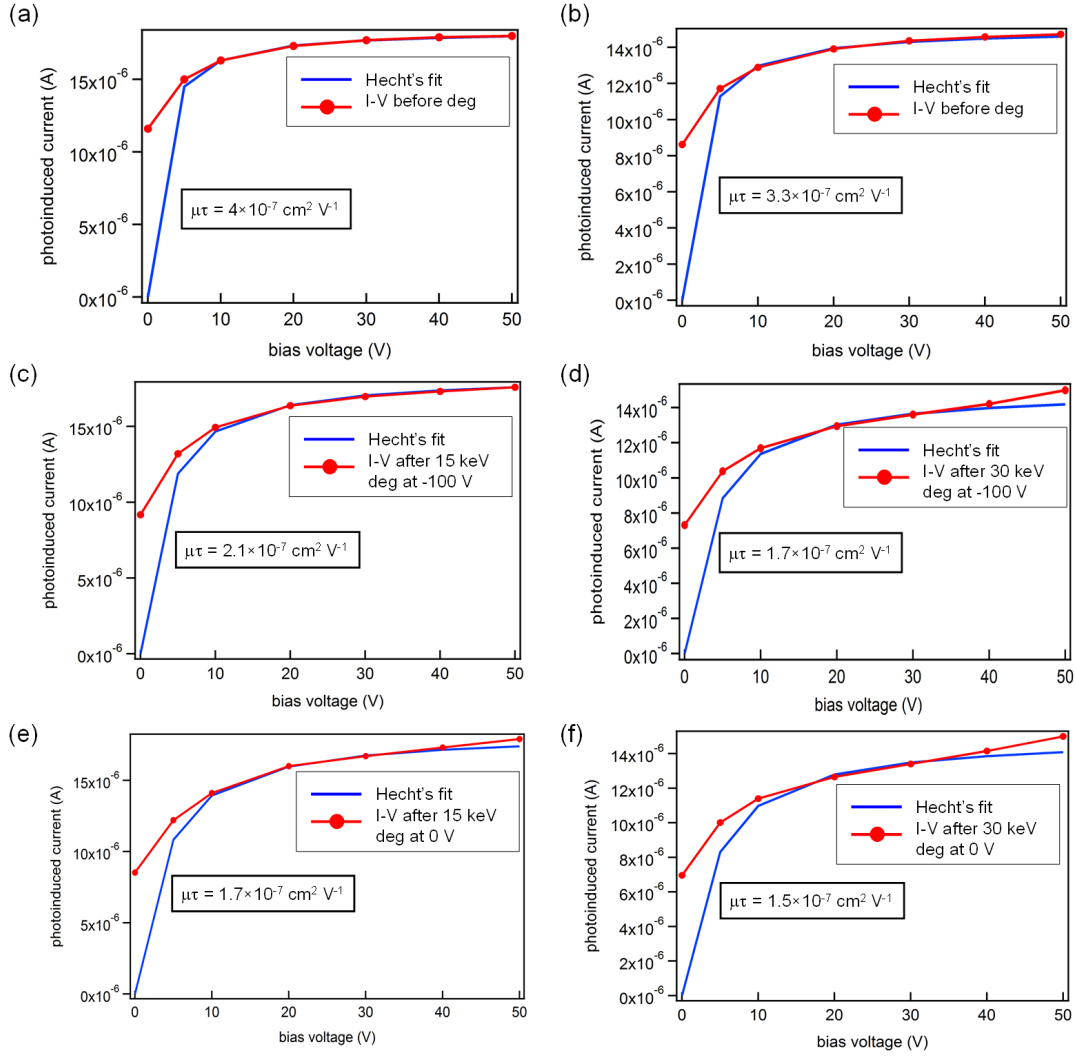 (a)
photoinduced current (A)
15x10-6
10x10-6
5x10-6
0x10-6
Hecht's fit
I-V before deg
μτ = 4×10-7 cm2 V-1
0 10 20 30 40 50
bias voltage (V)
(b)
photoinduced current (A)
14x10-6
12x10-6
10x10-6
8x10-6
6x10-6
4x10-6
2x10-6
0x10-6
Hecht's fit
I-V before deg
μτ = 3.3×10-7 cm2 V-1
0 10 20 30 40 50
bias voltage (V)
(c)
photoinduced current (A)
15x10-6
10x10-6
5x10-6
0x10-6
Hecht's fit
I-V after 15 keV
deg at -100 V
μτ = 2.1×10-7 cm2 V-1
0 10 20 30 40 50
bias voltage (V)
(d)
photoinduced current (A)
14x10-6
12x10-6
10x10-6
8x10-6
6x10-6
4x10-6
2x10-6
0x10-6
Hecht's fit
I-V after 30 keV
deg at -100 V
μτ = 1.7×10-7 cm2 V-1
0 10 20 30 40 50
bias voltage (V)
(e)
photoinduced current (A)
15x10-6
10x10-6
5x10-6
0x10-6
Hecht's fit
I-V after 15 keV
deg at 0 V
μτ = 1.7×10-7 cm2 V-1
0 10 20 30 40 50
bias voltage (V)
(f)
photoinduced current (A)
14x10-6
12x10-6
10x10-6
8x10-6
6x10-6
4x10-6
2x10-6
0x10-6
Hecht's fit
I-V after 30 keV
deg at 0 V
μτ = 1.5×10-7 cm2 V-1
0 10 20 30 40 50
bias voltage (V)